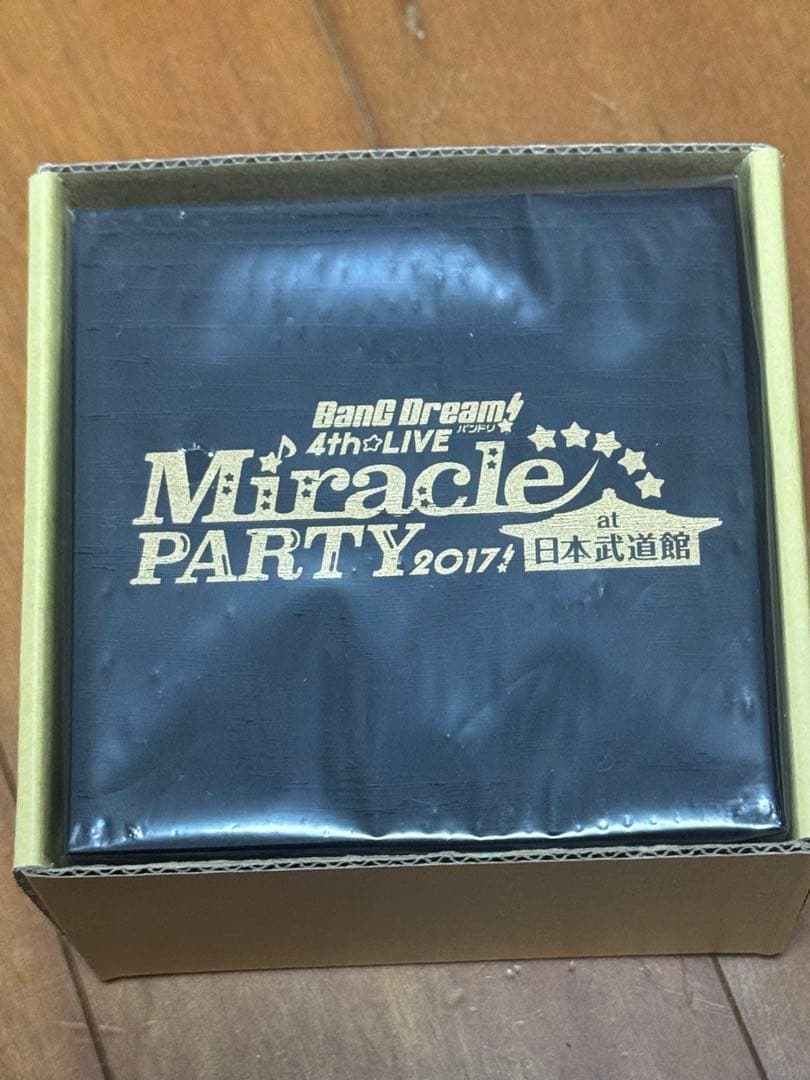 BanG Dream!
バンドリ
4th☆LIVE
Miracle
PARTY 2017!
at
日本武道館